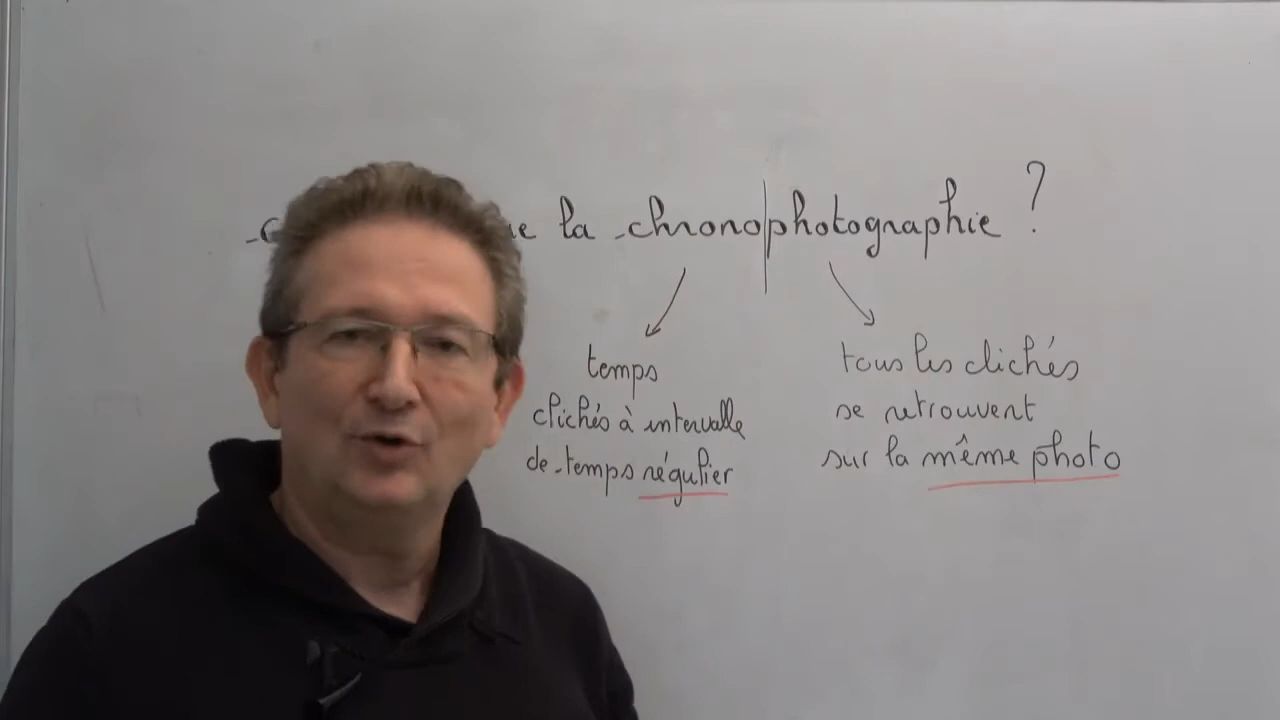 la chronophotographie ?
temps
clichés à intervalle
de temps régulier
tous les clichés
se retrouvent
sur la même photo